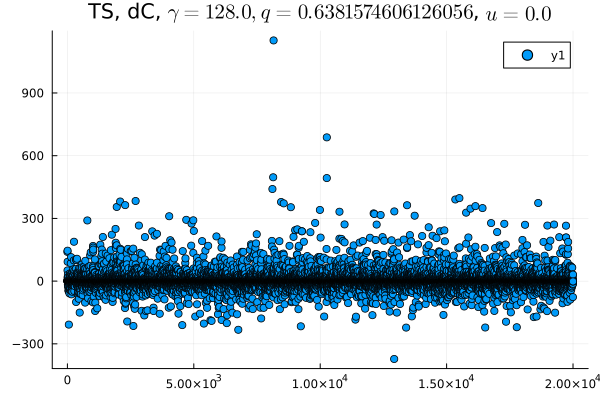 TS, dC, γ = 128.0, q = 0.6381574606126056, u = 0.0
y1
900
600
300
0
−300
0 5.00×10³ 1.00×10⁴ 1.50×10⁴ 2.00×10⁴